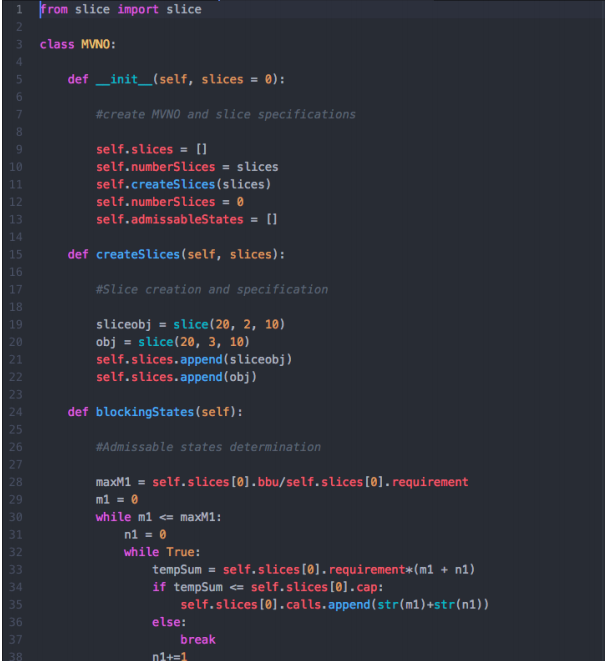 1 from slice import slice
2
3 class MVNO:
4
5     def __init__(self, slices = 0):
6
7         #create MVNO and slice specifications
8
9         self.slices = []
10         self.numberSlices = slices
11         self.createSlices(slices)
12         self.numberSlices = 0
13         self.admissableStates = []
14
15     def createSlices(self, slices):
16
17         #Slice creation and specification
18
19         sliceobj = slice(20, 2, 10)
20         obj = slice(20, 3, 10)
21         self.slices.append(sliceobj)
22         self.slices.append(obj)
23
24     def blockingStates(self):
25
26         #Admissable states determination
27
28         maxM1 = self.slices[0].bbu/self.slices[0].requirement
29         m1 = 0
30         while m1 <= maxM1:
31             n1 = 0
32             while True:
33                 tempSum = self.slices[0].requirement*(m1 + n1)
34                 if tempSum <= self.slices[0].cap:
35                     self.slices[0].calls.append(str(m1)+str(n1))
36                 else:
37                     break
38                 n1+=1